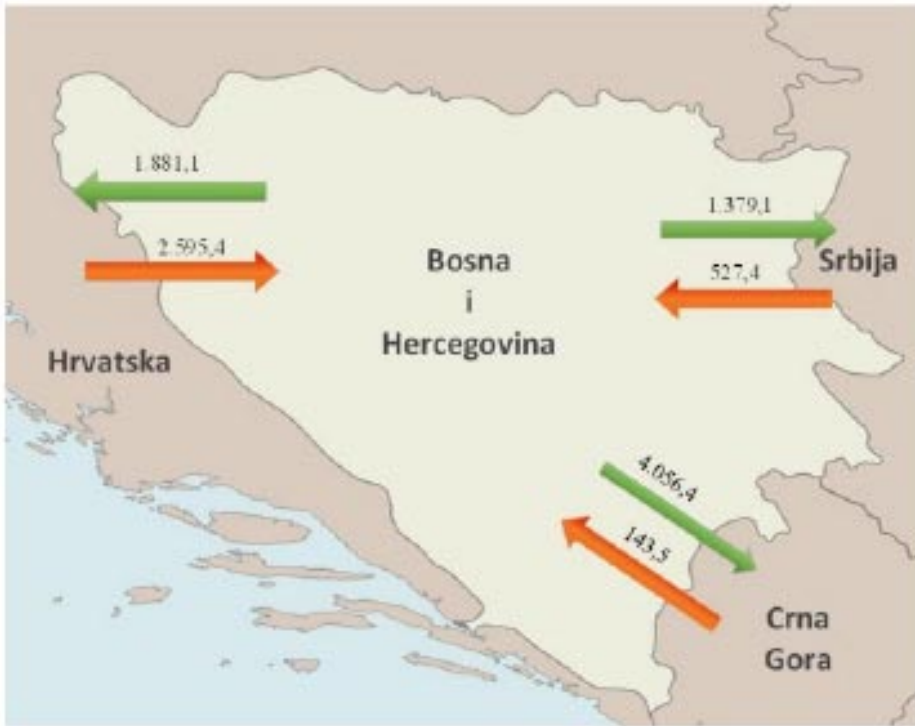 1.881,1
1.379,1
2.595,4
Bosna
i
Hercegovina
527,4
Srbija
Hrvatska
4.056,4
143,5
Crna
Gora